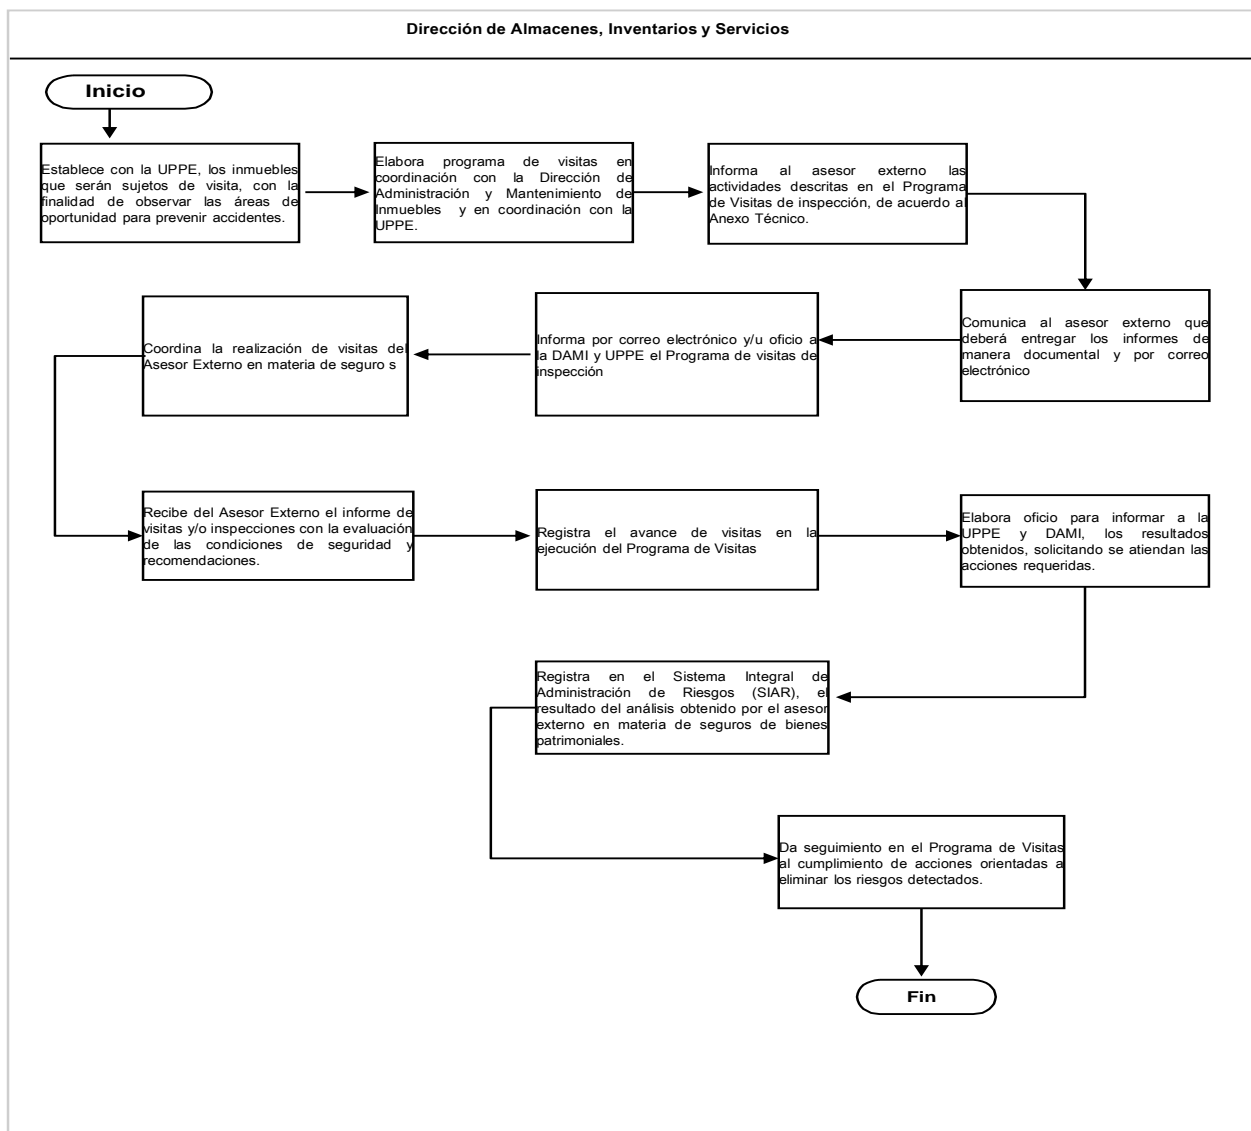 Dirección de Almacenes, Inventarios y Servicios
Inicio
Establece con la UPPE, los inmuebles
que serán sujetos de visita, con la
finalidad de observar las áreas de
oportunidad para prevenir accidentes.
Elabora programa de visitas en
coordinación con la Dirección de
Administración y Mantenimiento de
Inmuebles y en coordinación con la
UPPE.
Informa al asesor externo las
actividades descritas en el Programa
de Visitas de inspección, de acuerdo al
Anexo Técnico.
Comunica al asesor externo que
deberá entregar los informes de
manera documental y por correo
electrónico
Informa por correo electrónico y/u oficio a
la DAMI y UPPE el Programa de visitas de
inspección
Coordina la realización de visitas del
Asesor Externo en materia de seguro s
Recibe del Asesor Externo el informe de
visitas y/o inspecciones con la evaluación
de las condiciones de seguridad y
recomendaciones.
Registra el avance de visitas en la
ejecución del Programa de Visitas
Elabora oficio para informar a la
UPPE y DAMI, los resultados
obtenidos, solicitando se atiendan las
acciones requeridas.
Registra en el Sistema Integral de
Administración de Riesgos (SIAR), el
resultado del análisis obtenido por el asesor
externo en materia de seguros de bienes
patrimoniales.
Da seguimiento en el Programa de Visitas
al cumplimiento de acciones orientadas a
eliminar los riesgos detectados.
Fin